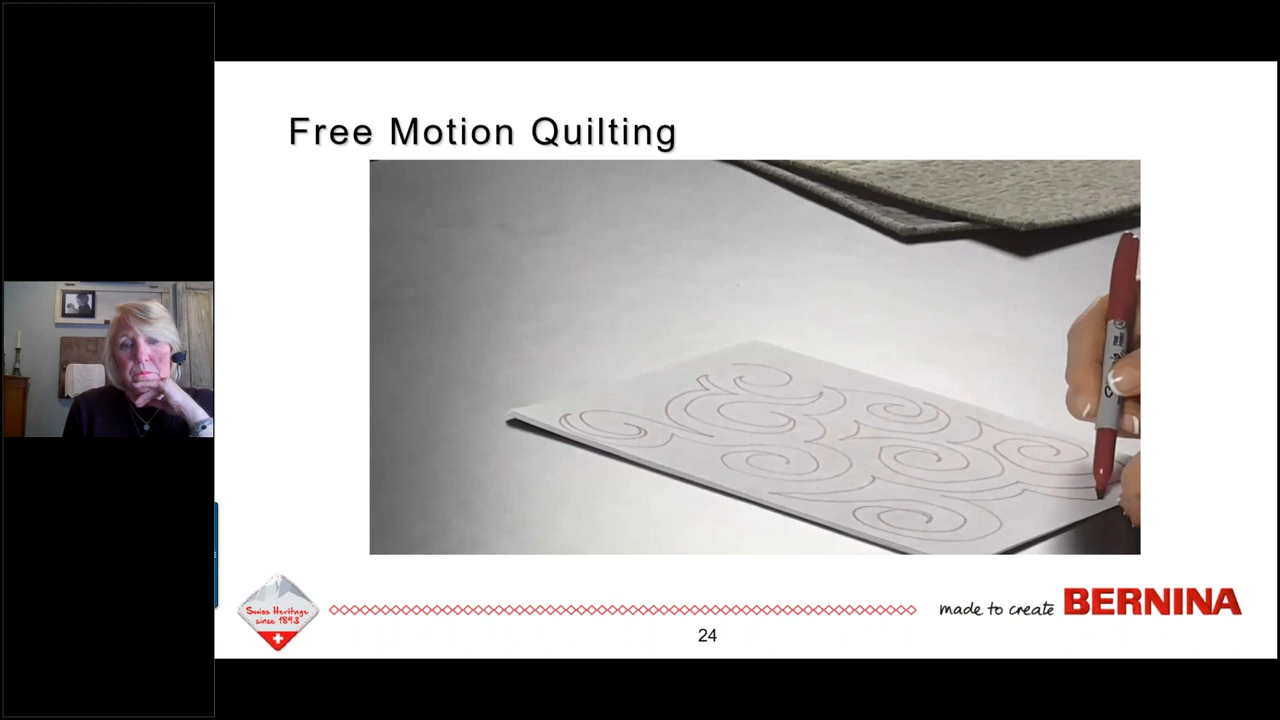 Free Motion Quilting
Swiss Heritage
since 1893
made to create BERNINA
24